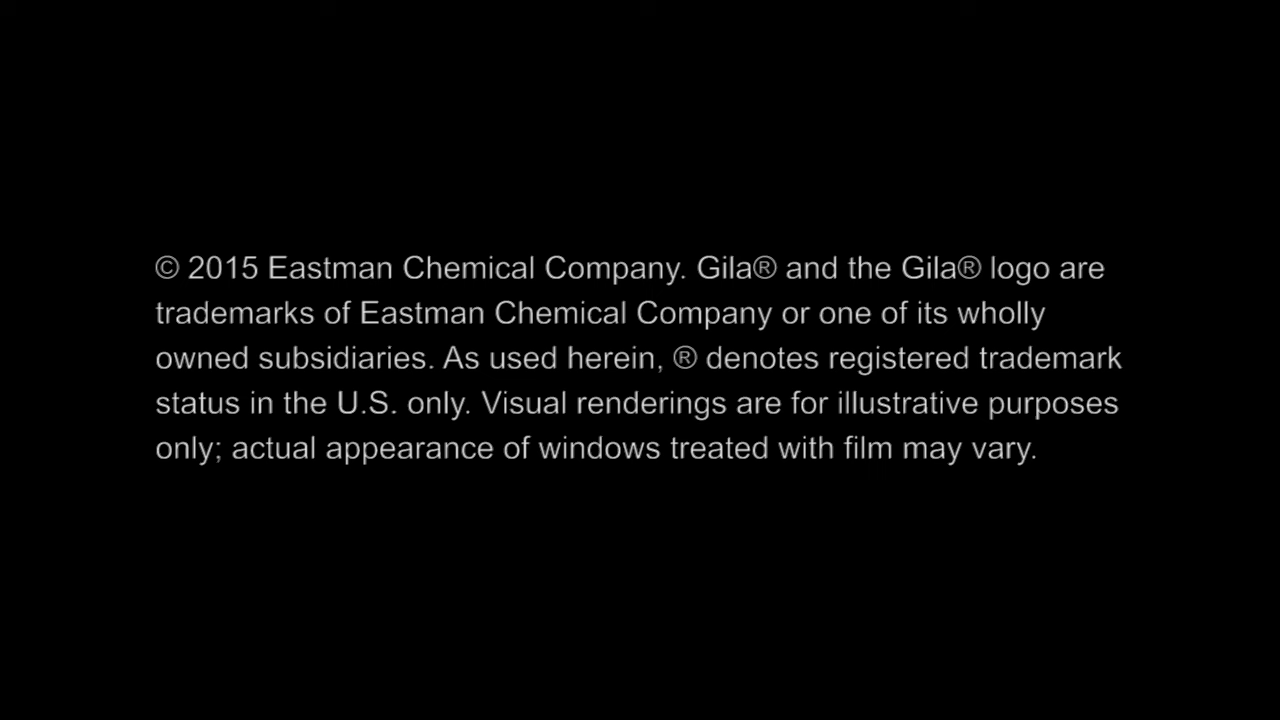 © 2015 Eastman Chemical Company. Gila® and the Gila® logo are
trademarks of Eastman Chemical Company or one of its wholly
owned subsidiaries. As used herein, ® denotes registered trademark
status in the U.S. only. Visual renderings are for illustrative purposes
only; actual appearance of windows treated with film may vary.